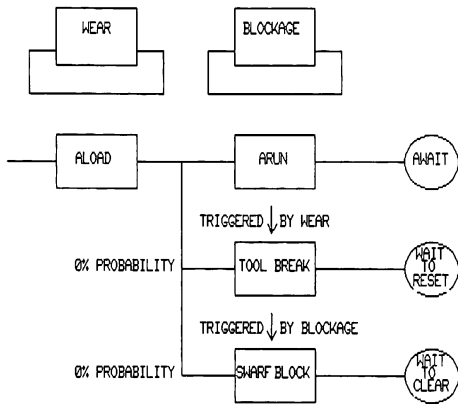 WEAR
BLOCKAGE
ALOAD
ARUN
AWAIT
TRIGGERED BY WEAR
0% PROBABILITY
TOOL BREAK
WAIT
TO
RESET
TRIGGERED BY BLOCKAGE
0% PROBABILITY
SWARF BLOCK
WAIT
TO
CLEAR